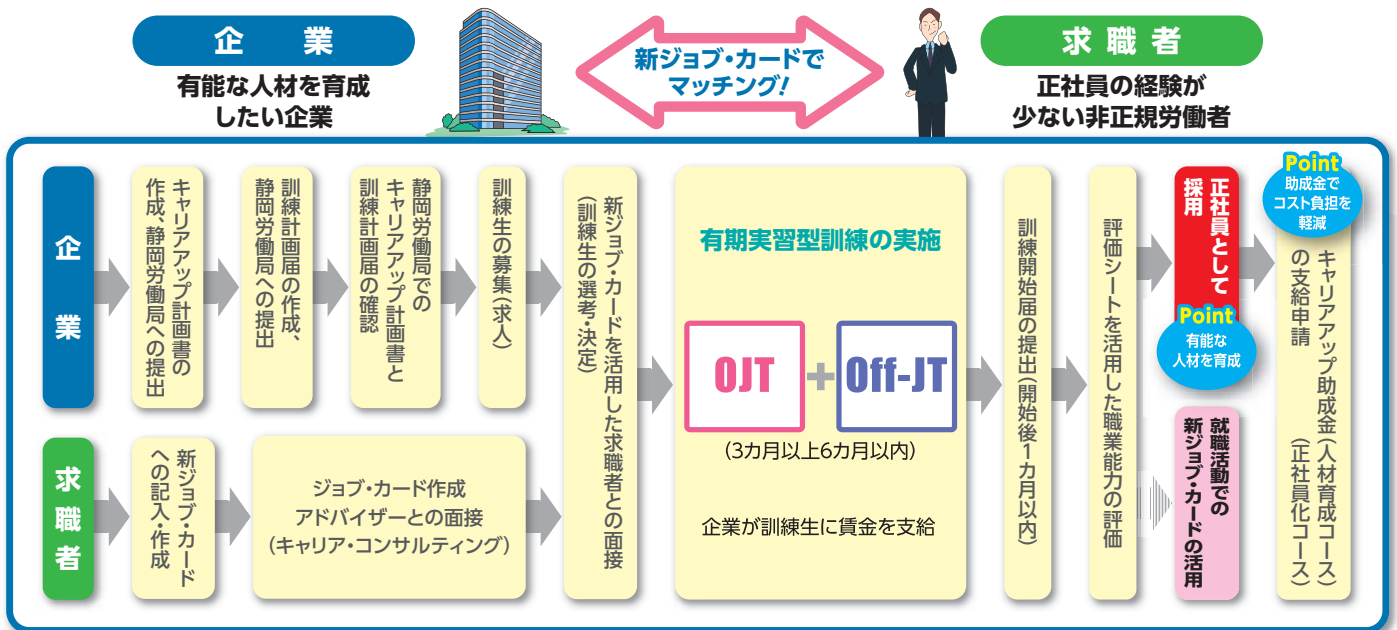 企業
有能な人材を育成
したい企業
新ジョブ・カードで
マッチング!
求職者
正社員の経験が
少ない非正規労働者
企業
キャリアアップ計画書の
作成、静岡労働局への提出
訓練計画届の作成、
静岡労働局への提出
静岡労働局での
キャリアアップ計画書と
訓練計画届の確認
訓練生の募集(求人)
求職者
新ジョブ・カード
への記入・作成
ジョブ・カード作成
アドバイザーとの面接
(キャリア・コンサルティング)
新ジョブ・カードを活用した求職者との面接
(訓練生の選考・決定)
有期実習型訓練の実施
OJT
+
Off-JT
(3カ月以上6カ月以内)
企業が訓練生に賃金を支給
訓練開始届の提出(開始後1カ月以内)
評価シートを活用した職業能力の評価
正社員として
採用
Point
有能な
人材を育成
就職活動での
新ジョブ・カードの活用
Point
助成金で
コスト負担を
軽減
キャリアアップ助成金(人材育成コース)
(正社員化コース)
の支給申請